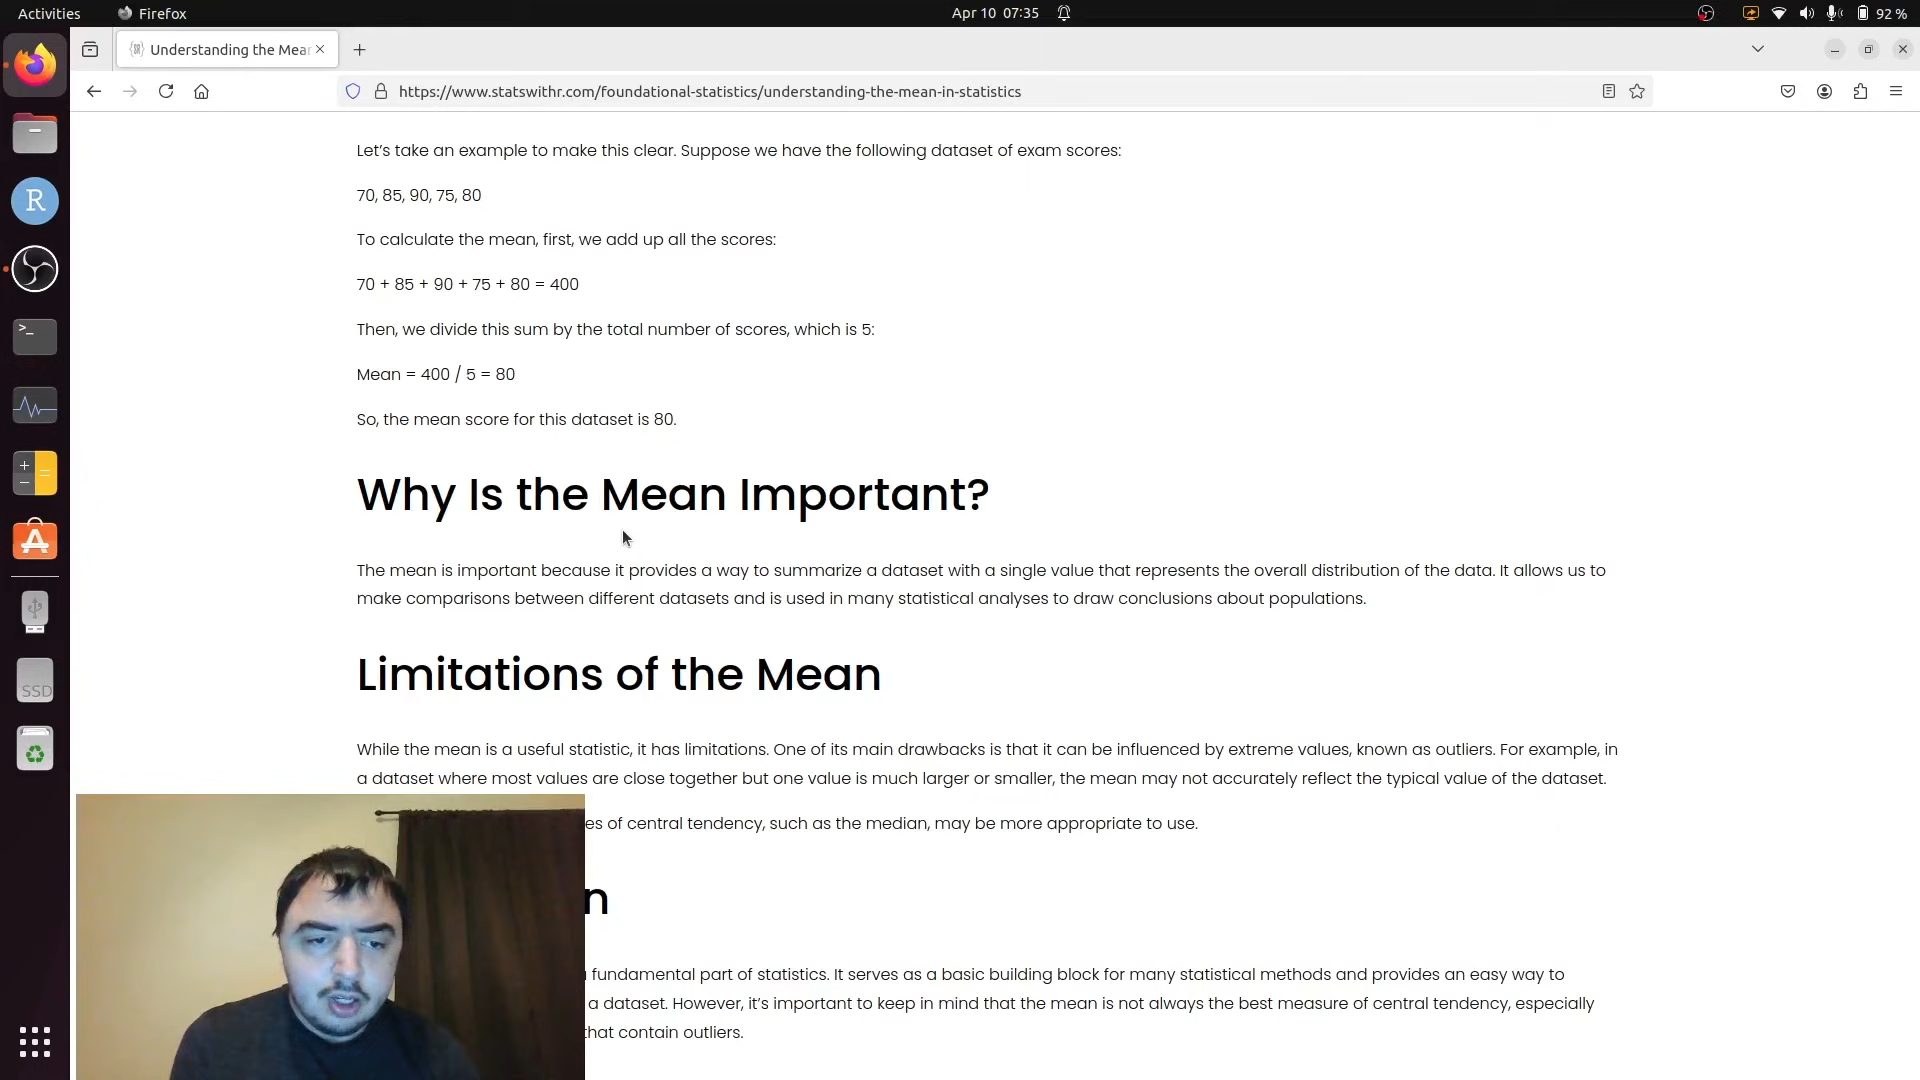 Activities
Firefox
Apr 10 07:35
92 %
Understanding the Mear
https://www.statswithr.com/foundational-statistics/understanding-the-mean-in-statistics
Let’s take an example to make this clear. Suppose we have the following dataset of exam scores:
70, 85, 90, 75, 80
To calculate the mean, first, we add up all the scores:
70 + 85 + 90 + 75 + 80 = 400
Then, we divide this sum by the total number of scores, which is 5:
Mean = 400 / 5 = 80
So, the mean score for this dataset is 80.
Why Is the Mean Important?
The mean is important because it provides a way to summarize a dataset with a single value that represents the overall distribution of the data. It allows us to
make comparisons between different datasets and is used in many statistical analyses to draw conclusions about populations.
Limitations of the Mean
While the mean is a useful statistic, it has limitations. One of its main drawbacks is that it can be influenced by extreme values, known as outliers. For example, in
a dataset where most values are close together but one value is much larger or smaller, the mean may not accurately reflect the typical value of the dataset.
es of central tendency, such as the median, may be more appropriate to use.
n
fundamental part of statistics. It serves as a basic building block for many statistical methods and provides an easy way to
a dataset. However, it’s important to keep in mind that the mean is not always the best measure of central tendency, especially
that contain outliers.
R
>_
SSD